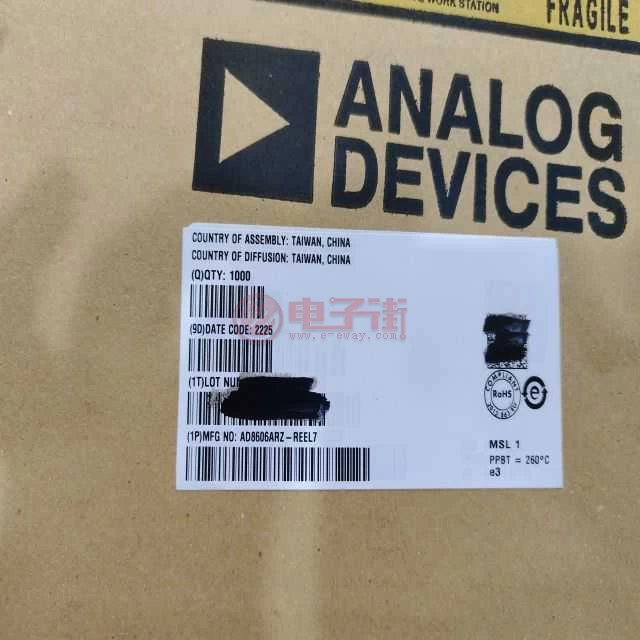 WORK STATION
FRAGILE
ANALOG
DEVICES
COUNTRY OF ASSEMBLY: TAIWAN, CHINA
COUNTRY OF DIFFUSION: TAIWAN, CHINA
(Q)QTY: 1000
电子街
www.e-eway.com
(9D)DATE CODE: 2225
(1T)LOT
(1P)MFG NO: AD8606ARZ-REEL7
COMPLIANT
RoHS
MSL 1
PPBT = 260°C
e3